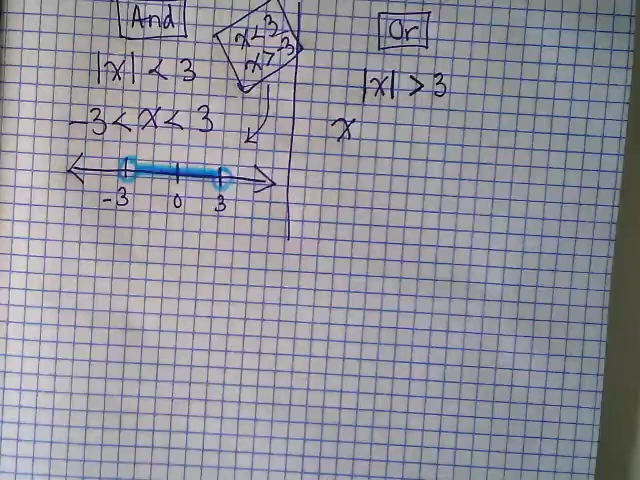 And
|x| < 3
-3 < x < 3
-3 0 3
x < 3
x > -3
Or
|x| > 3
x